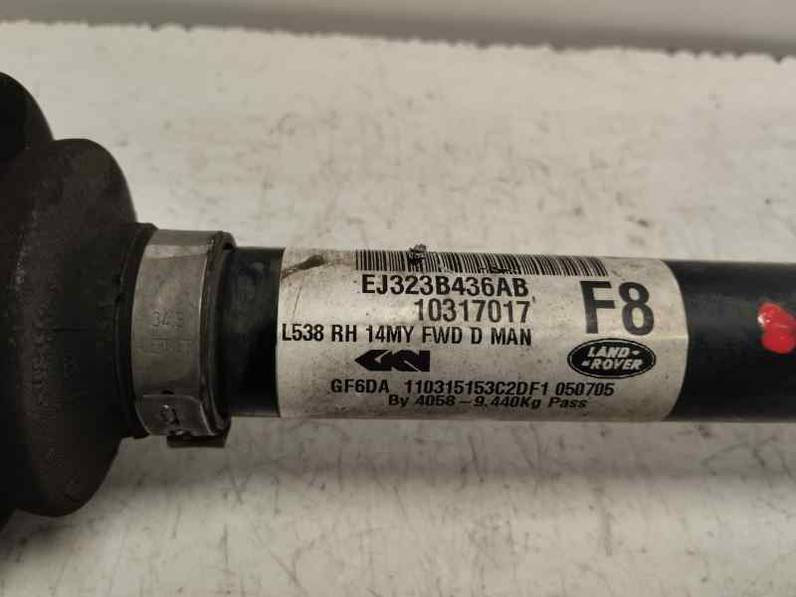 EJ323B436AB
10317017
F8
L538 RH 14MY FWD D MAN
GKN
LAND-
ROVER
GF6DA 110315153C2DF1 050705
By 4058-9.440Kg Pass